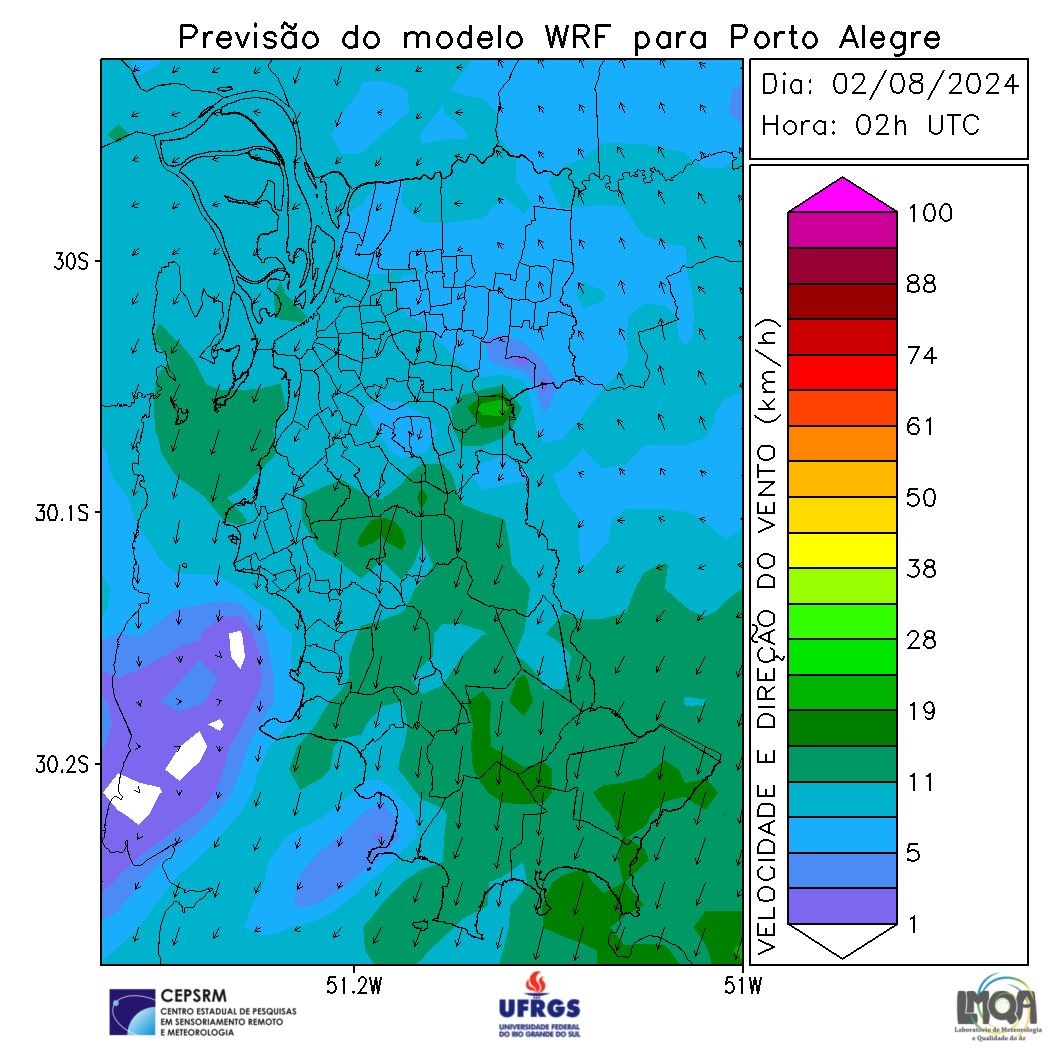 Previsão do modelo WRF para Porto Alegre
Dia: 02/08/2024
Hora: 02h UTC
30S
30.1S
30.2S
51.2W
51W
VELOCIDADE E DIREÇÃO DO VENTO (km/h)
100
88
74
61
50
38
28
19
11
5
1
CEPSRM
CENTRO ESTADUAL DE PESQUISAS
EM SENSORIAMENTO REMOTO
E METEOROLOGIA
UFRGS
UNIVERSIDADE FEDERAL
DO RIO GRANDE DO SUL
LMQA
Laboratório de Meteorologia
e Qualidade do Ar